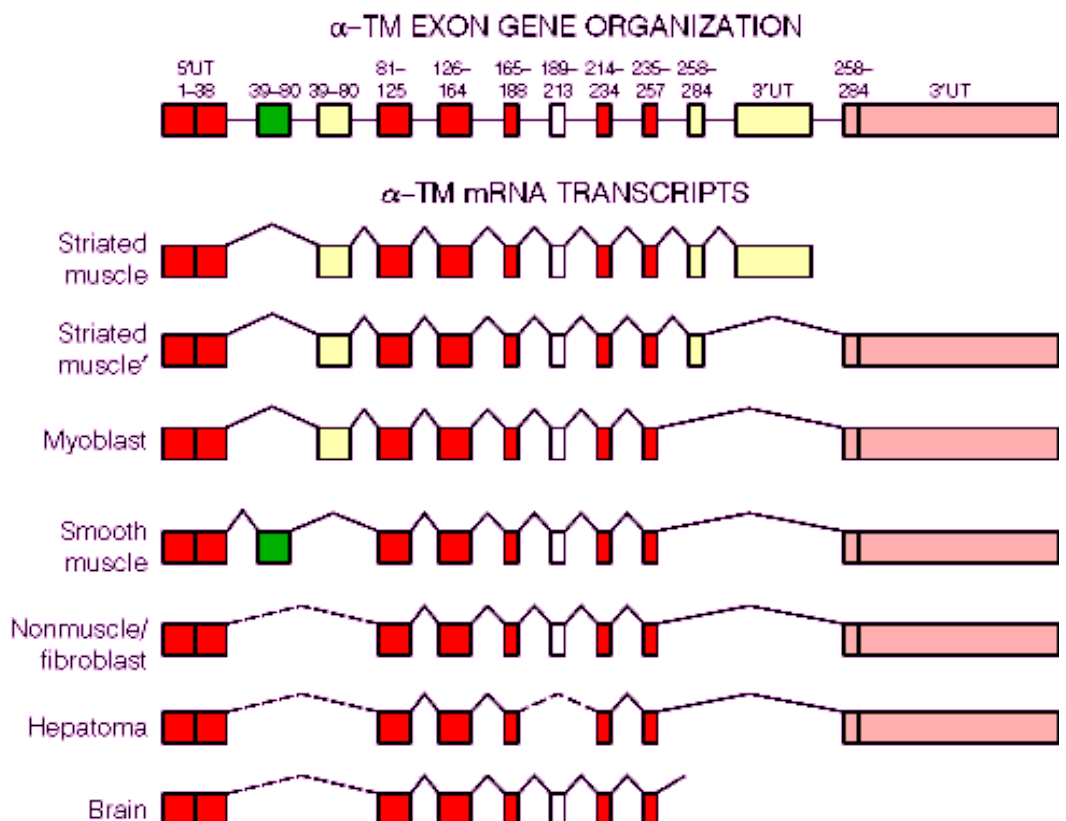 α–TM EXON GENE ORGANIZATION
5'UT 81– 126– 165– 189– 214– 235– 258– 258–
1–38 39–80 39–80 125 164 188 213 234 257 284 3'UT 284 3'UT
α–TM mRNA TRANSCRIPTS
Striated
muscle
Striated
muscle'
Myoblast
Smooth
muscle
Nonmuscle/
fibroblast
Hepatoma
Brain